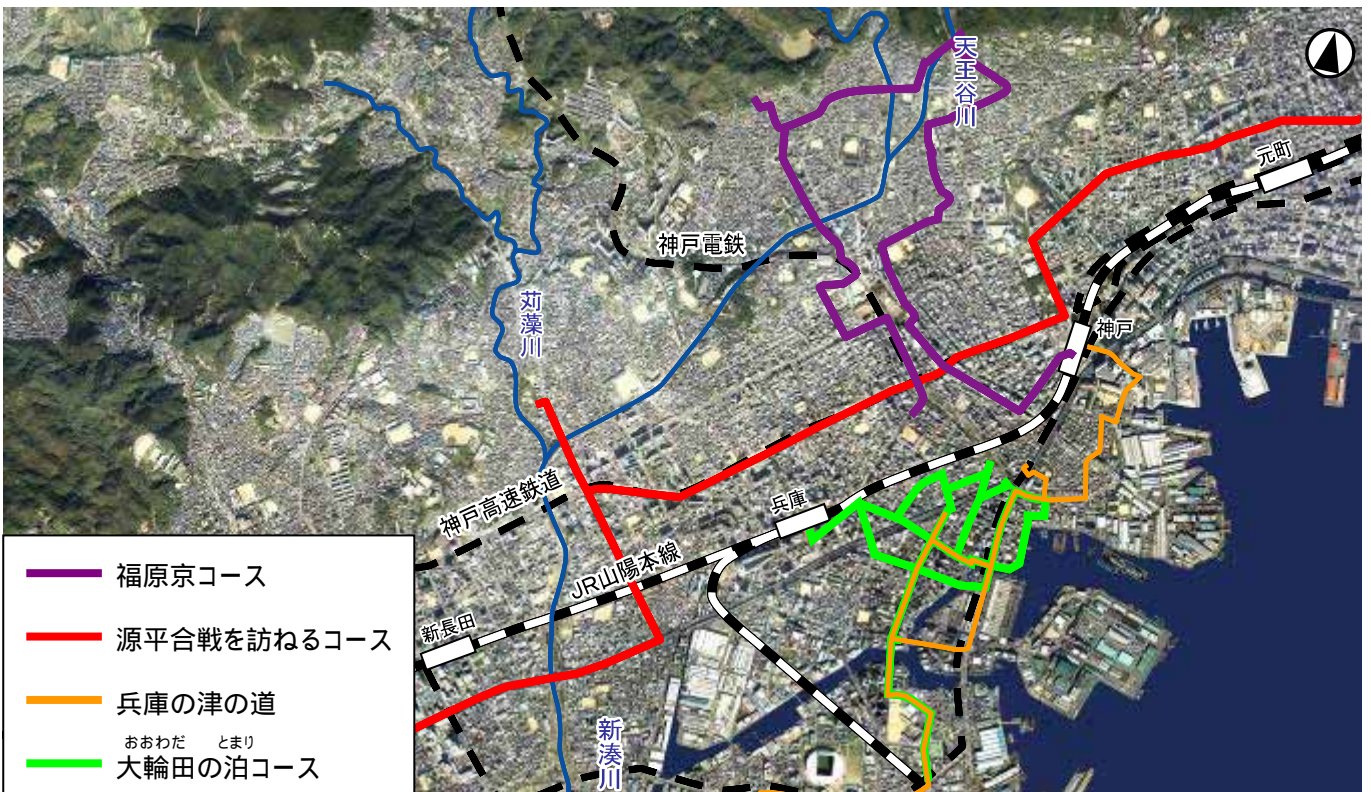 天王谷川
元町
神戸電鉄
苅藻川
神戸
神戸高速鉄道
兵庫
JR山陽本線
新長田
新湊川
福原京コース
源平合戦を訪ねるコース
兵庫の津の道
おおわだ とまり
大輪田の泊コース